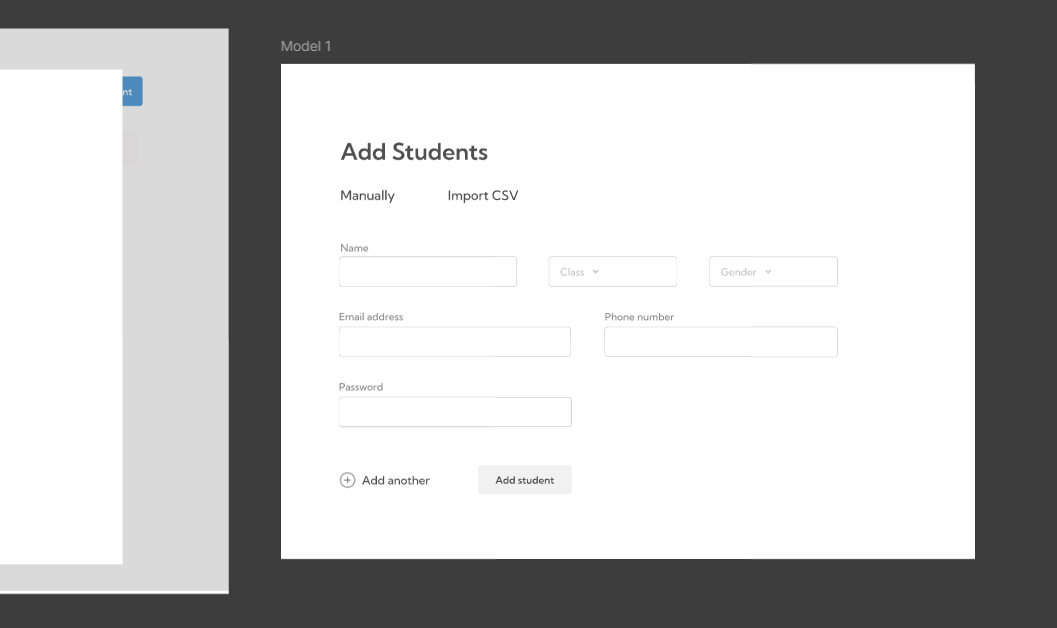 Model 1
nt
Add Students
Manually
Import CSV
Name
Class
Gender
Email address
Phone number
Password
Add another
Add student